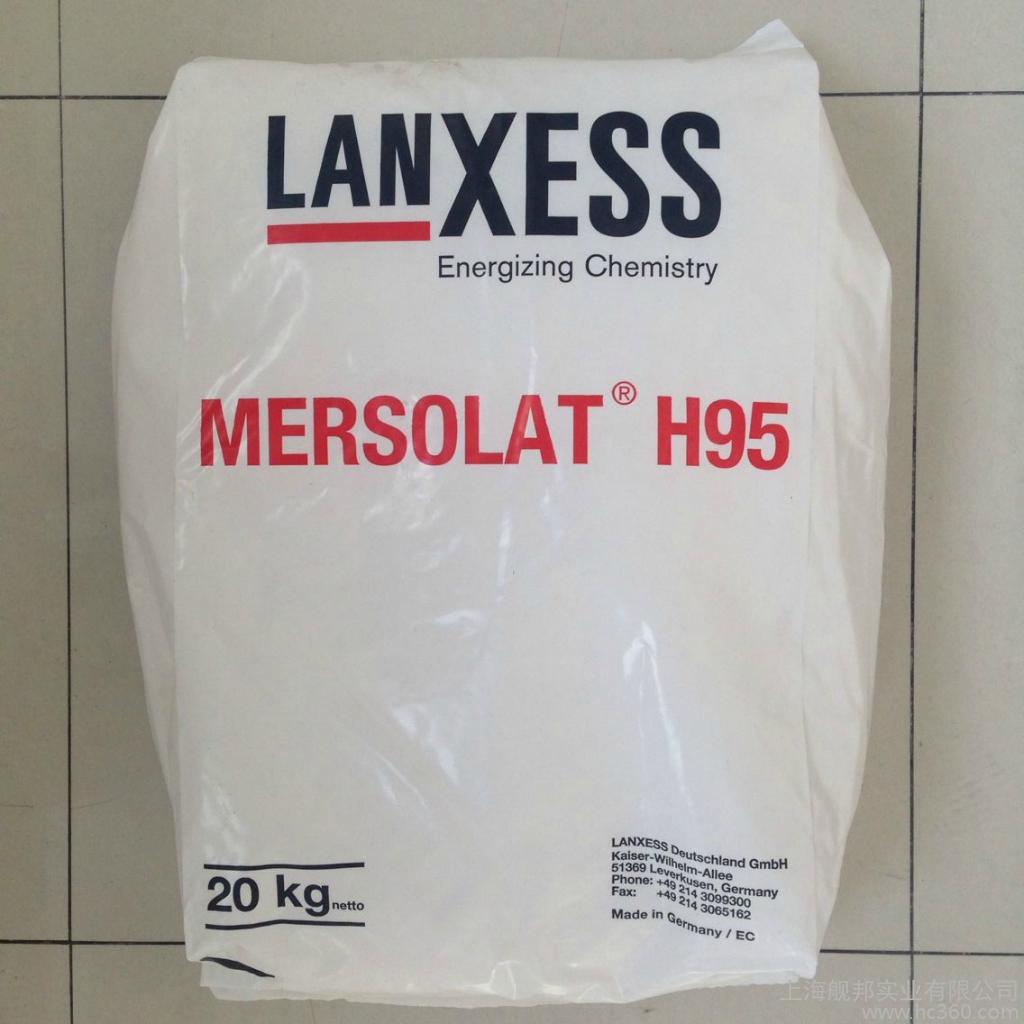 LANXESS
Energizing Chemistry
MERSOLAT® H95
20 kg netto
LANXESS Deutschland GmbH
Kaiser-Wilhelm-Allee
51369 Leverkusen, Germany
Phone: +49 214 3099300
Fax: +49 214 3065162
Made in Germany / EC
上海舰邦实业有限公司
www.hc360.com